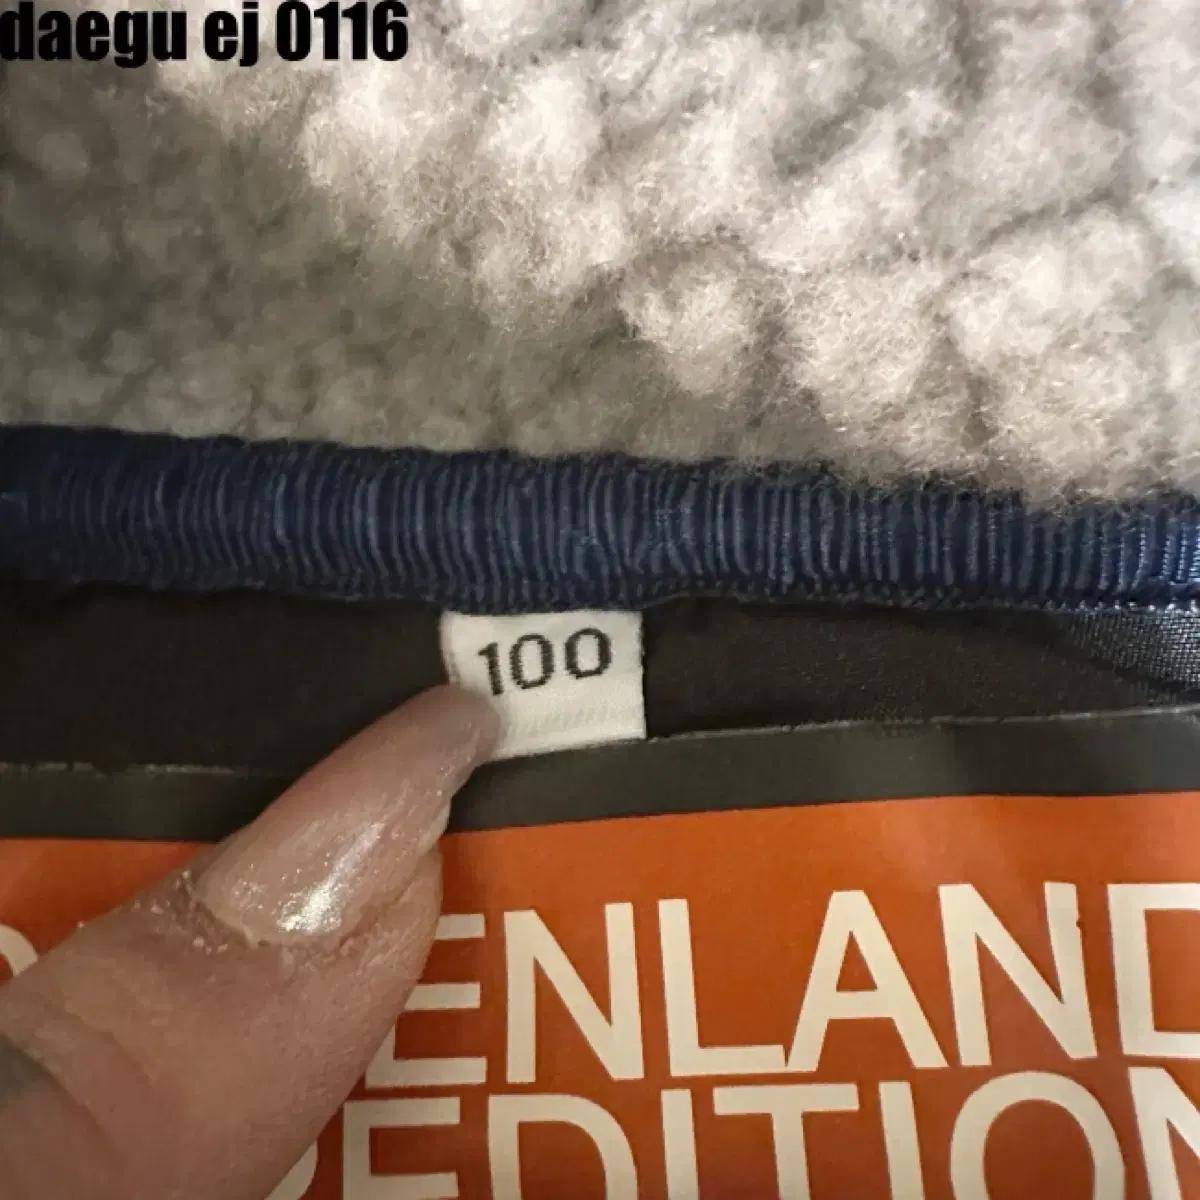 daegu ej 0116
100
ENLAND
EDITION